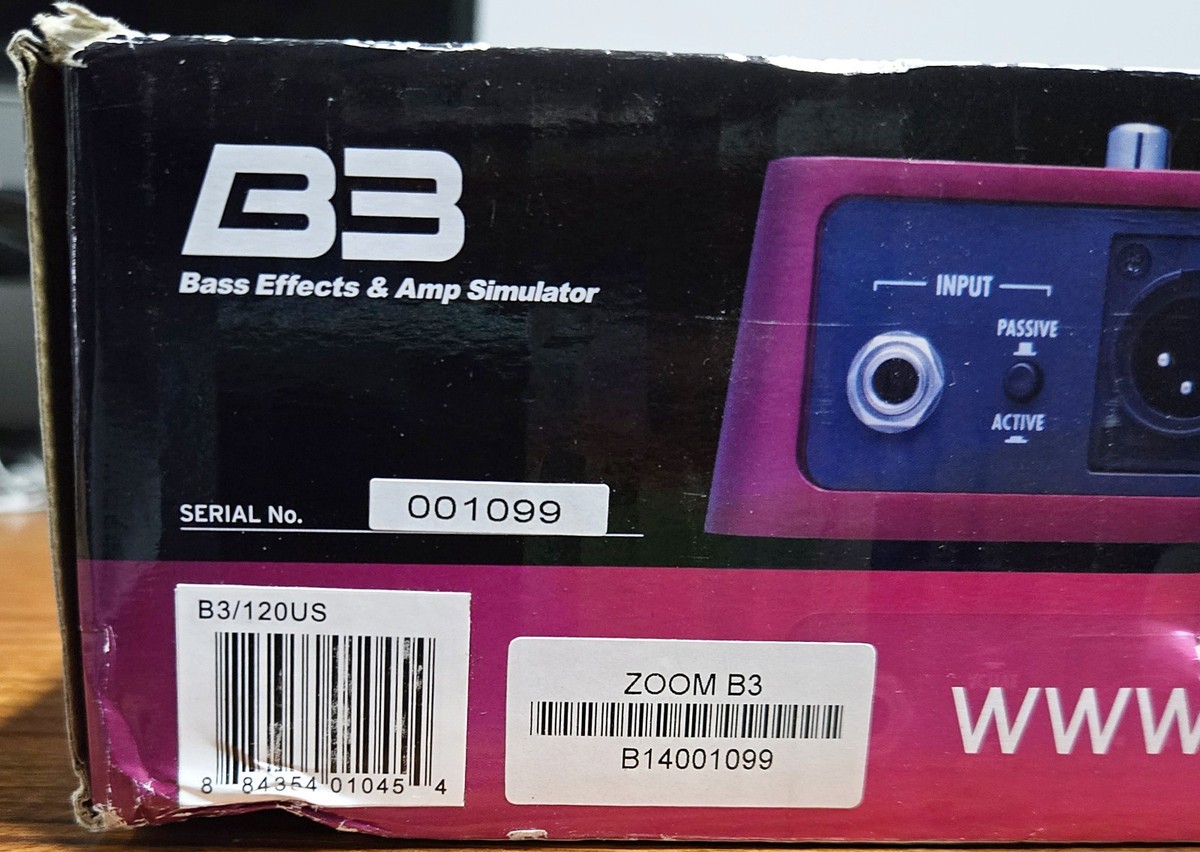 B3
Bass Effects & Amp Simulator
INPUT
PASSIVE
ACTIVE
SERIAL No.
001099
B3/120US
8 84354 01045 4
ZOOM B3
B14001099
WWW